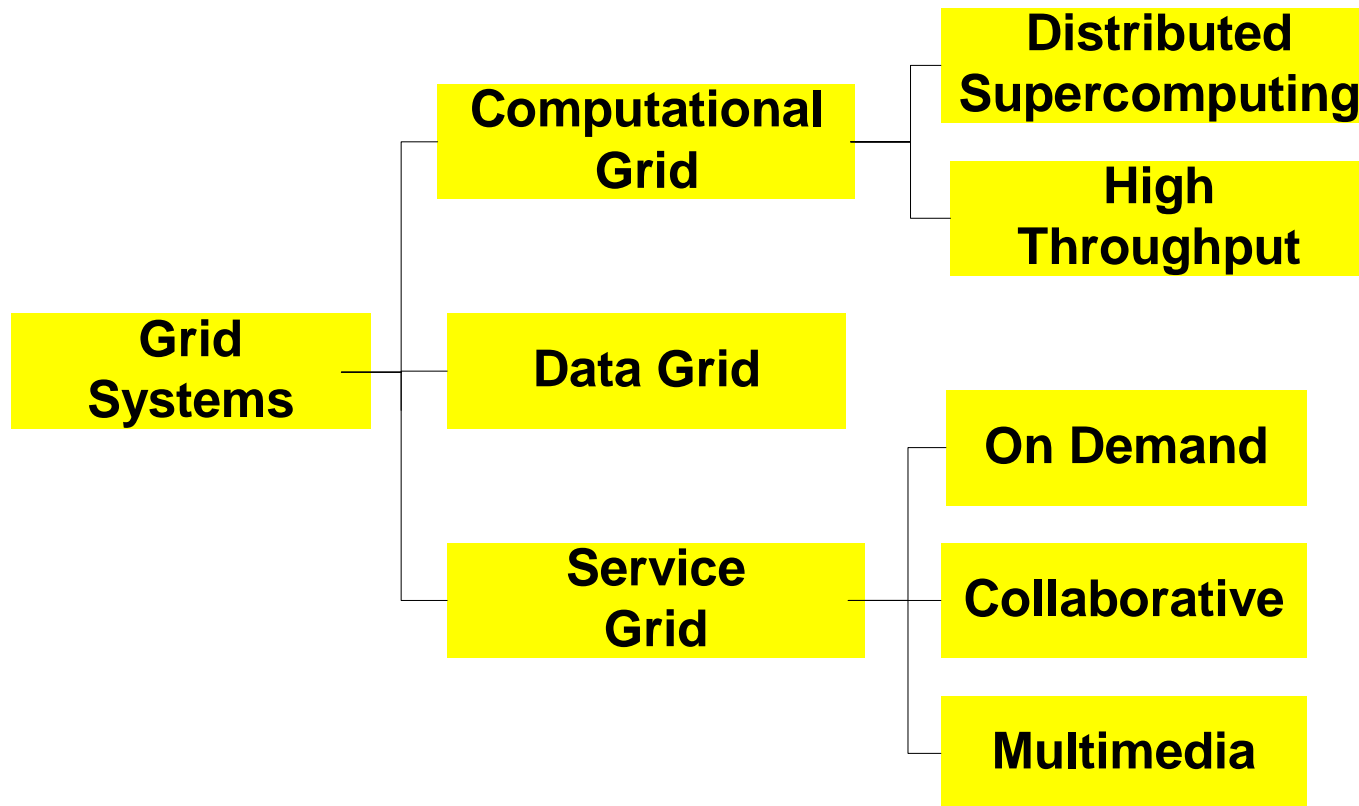 Grid
Systems
Computational
Grid
Distributed
Supercomputing
High
Throughput
Data Grid
Service
Grid
On Demand
Collaborative
Multimedia